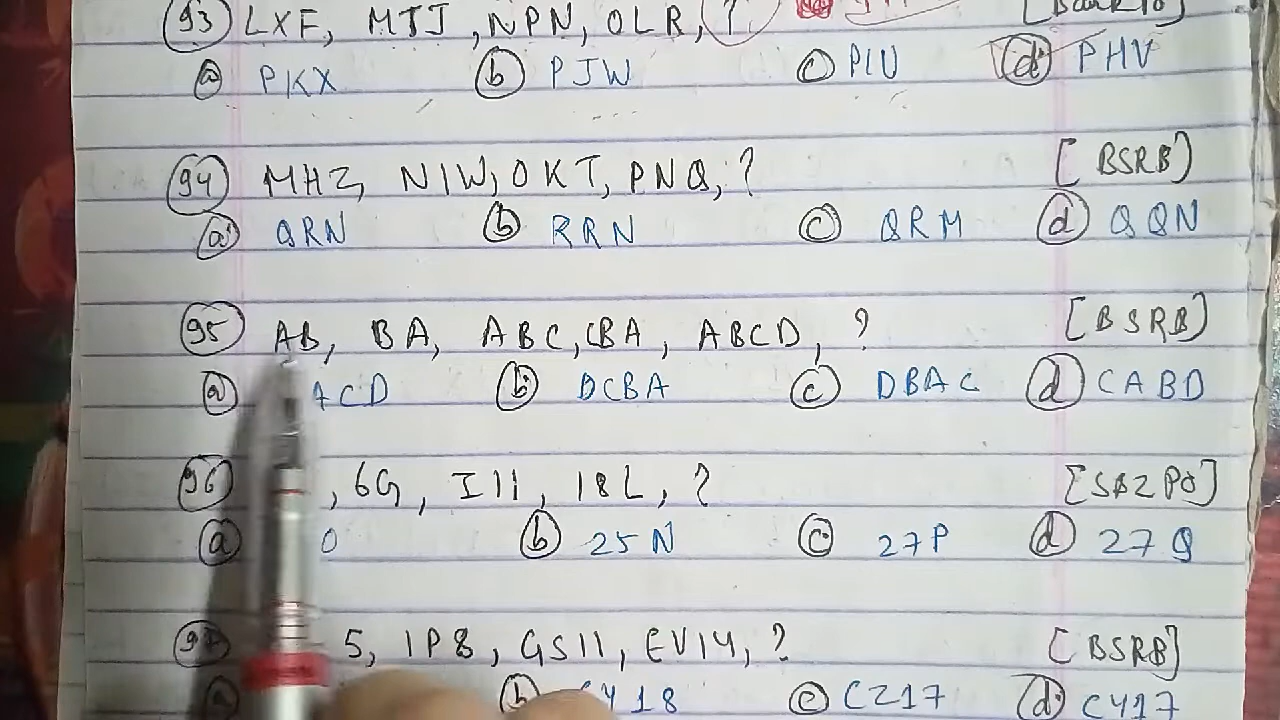 (93) LXF, MTJ, NPN, OLR, ?
(a) PKX (b) PJW (c) PIU (d) PHV
(94) MHZ, NIW, OKT, PNQ, ? [BSRB]
(a) QRN (b) RRN (c) QRM (d) QQN
(95) AB, BA, ABC, CBA, ABCD, ? [BSRB]
(a) ACD (b) DCBA (c) DBAC (d) CABD
(96) , 6G, I11, 18L, ? [SBI PO]
(a) O (b) 25N (c) 27P (d) 27Q
5, IP8, GS11, EV14, ? [BSRB]
(b) Y18 (c) CZ17 (d) CY17